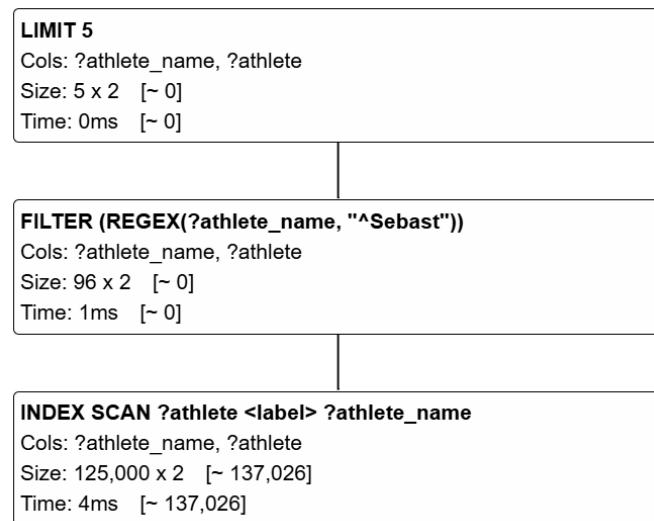 LIMIT 5
Cols: ?athlete_name, ?athlete
Size: 5 x 2 [~ 0]
Time: 0ms [~ 0]
FILTER (REGEX(?athlete_name, "^Sebast"))
Cols: ?athlete_name, ?athlete
Size: 96 x 2 [~ 0]
Time: 1ms [~ 0]
INDEX SCAN ?athlete <label> ?athlete_name
Cols: ?athlete_name, ?athlete
Size: 125,000 x 2 [~ 137,026]
Time: 4ms [~ 137,026]